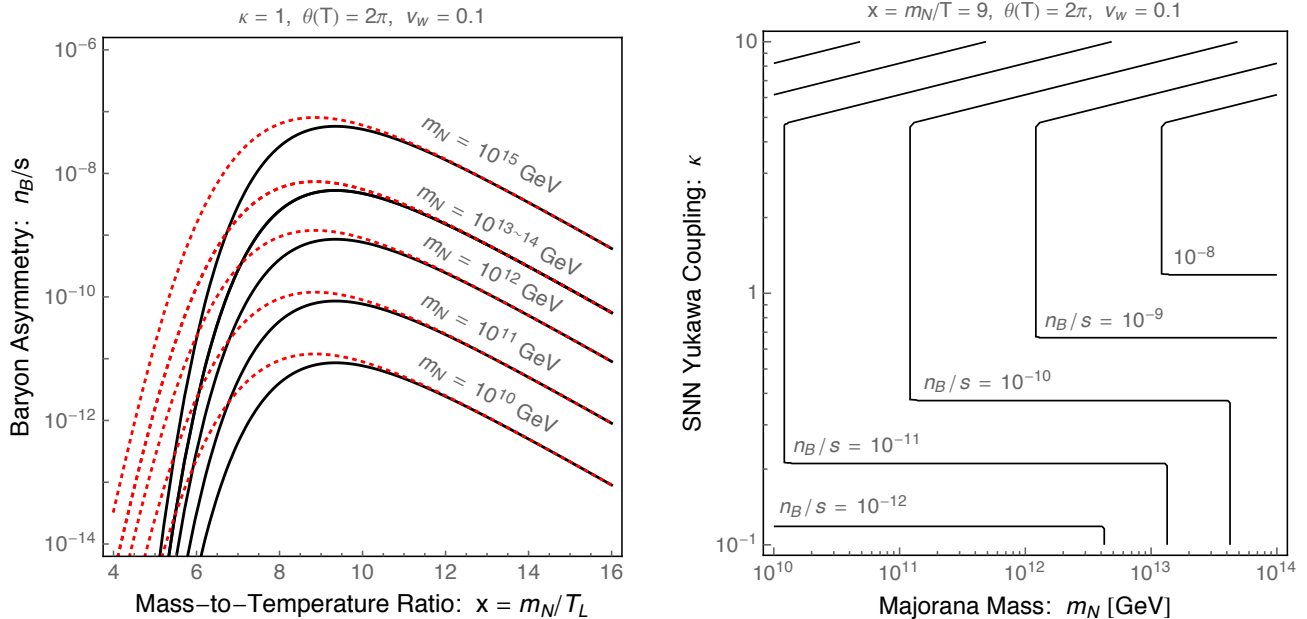 κ = 1, θ(T) = 2π, v_w = 0.1
Baryon Asymmetry: n_B/s
10^−6
10^−8
10^−10
10^−12
10^−14
m_N = 10^15 GeV
m_N = 10^13~14 GeV
m_N = 10^12 GeV
m_N = 10^11 GeV
m_N = 10^10 GeV
4 6 8 10 12 14 16
Mass−to−Temperature Ratio: x = m_N/T_L
x = m_N/T = 9, θ(T) = 2π, v_w = 0.1
SNN Yukawa Coupling: κ
10
1
10^−1
10^−8
n_B/s = 10^−9
n_B/s = 10^−10
n_B/s = 10^−11
n_B/s = 10^−12
10^10 10^11 10^12 10^13 10^14
Majorana Mass: m_N [GeV]